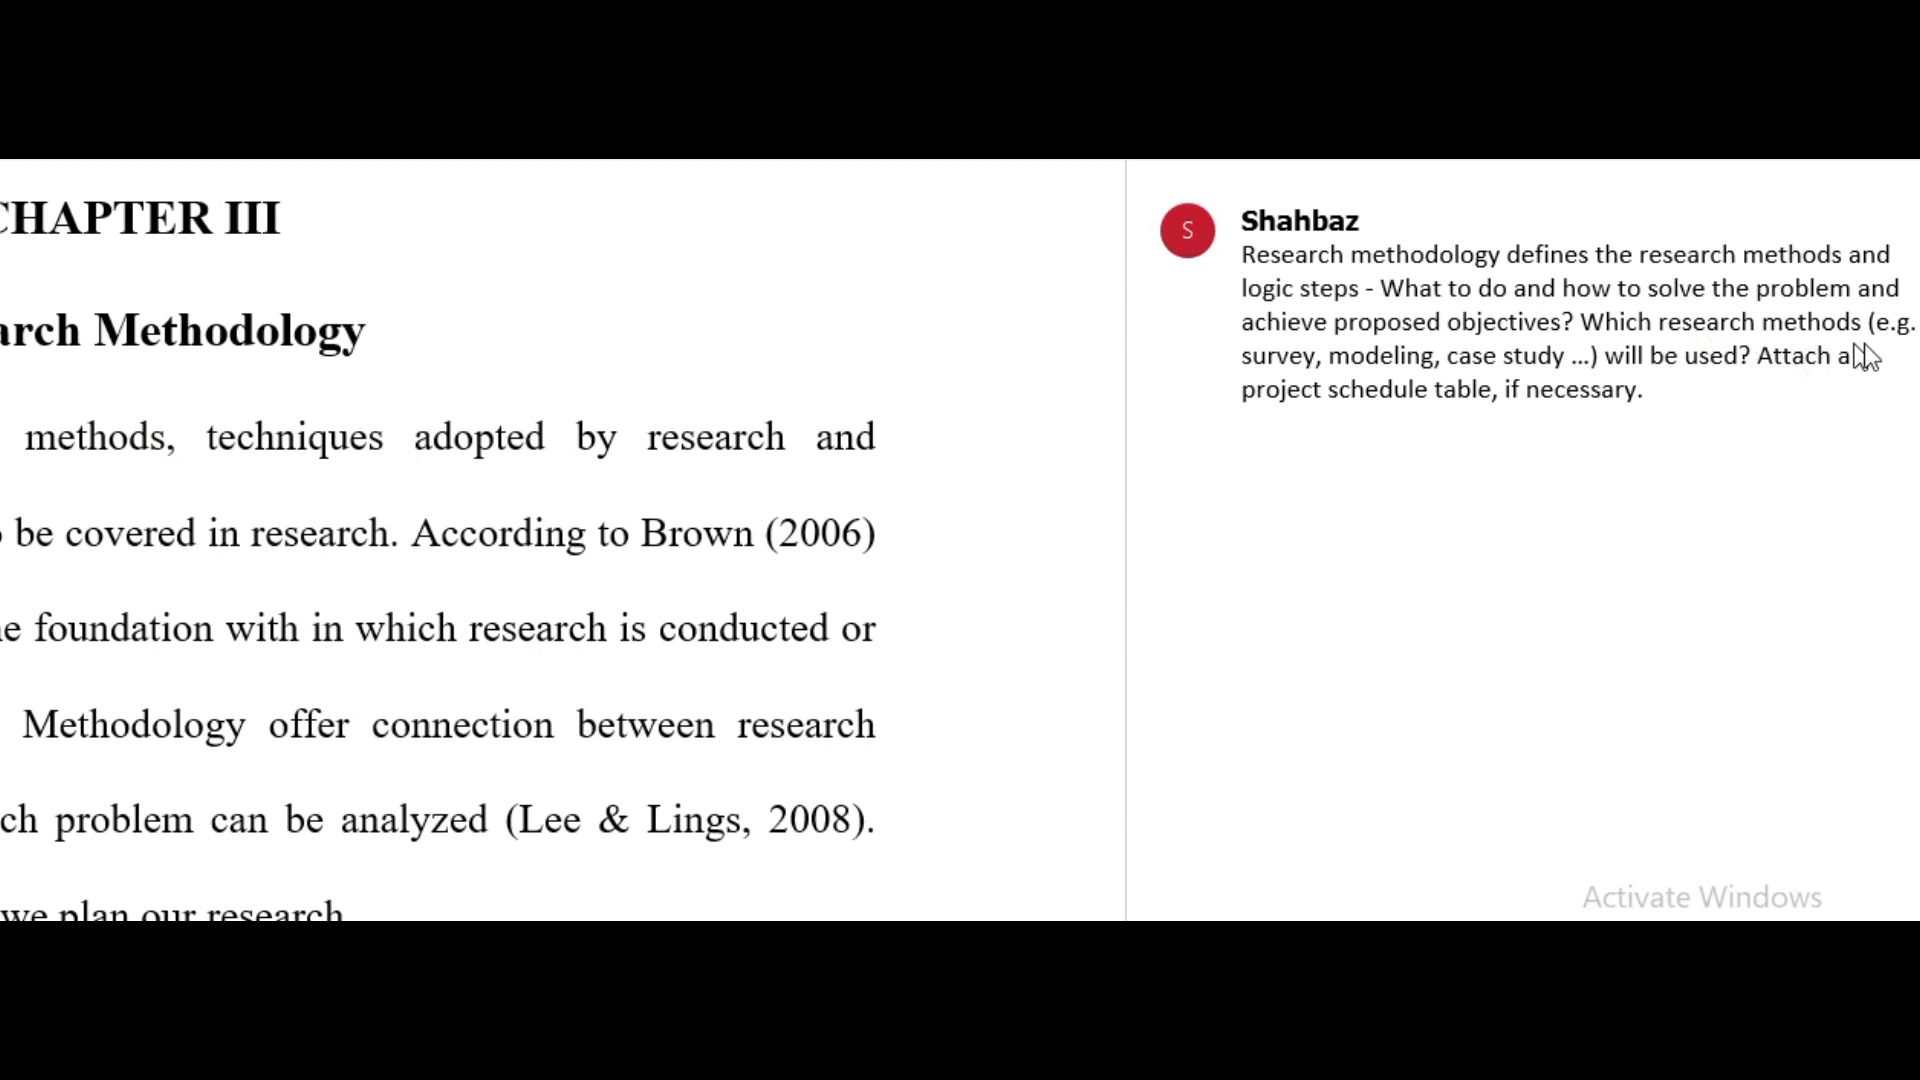 CHAPTER III
arch Methodology
methods, techniques adopted by research and
be covered in research. According to Brown (2006)
foundation with in which research is conducted or
Methodology offer connection between research
ch problem can be analyzed (Lee & Lings, 2008).
we plan our research
S
Shahbaz
Research methodology defines the research methods and
logic steps - What to do and how to solve the problem and
achieve proposed objectives? Which research methods (e.g.
survey, modeling, case study ...) will be used? Attach a
project schedule table, if necessary.
Activate Windows